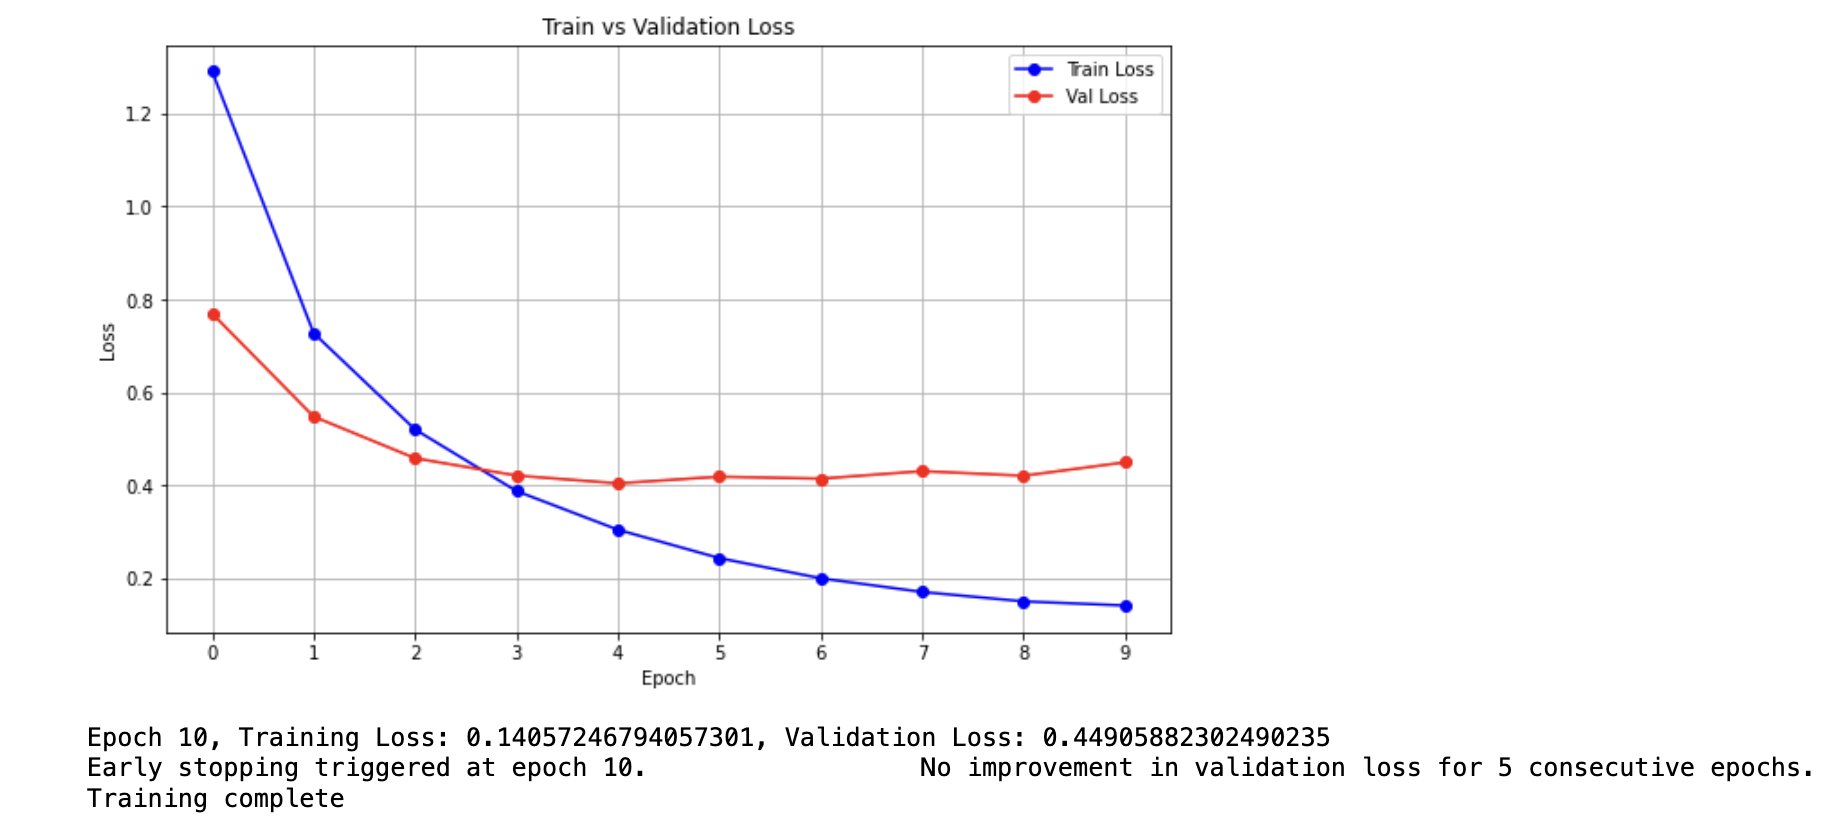 Train vs Validation Loss
Train Loss
Val Loss
1.2
1.0
0.8
0.6
0.4
0.2
Loss
0 1 2 3 4 5 6 7 8 9
Epoch
Epoch 10, Training Loss: 0.14057246794057301, Validation Loss: 0.44905882302490235
Early stopping triggered at epoch 10. No improvement in validation loss for 5 consecutive epochs.
Training complete